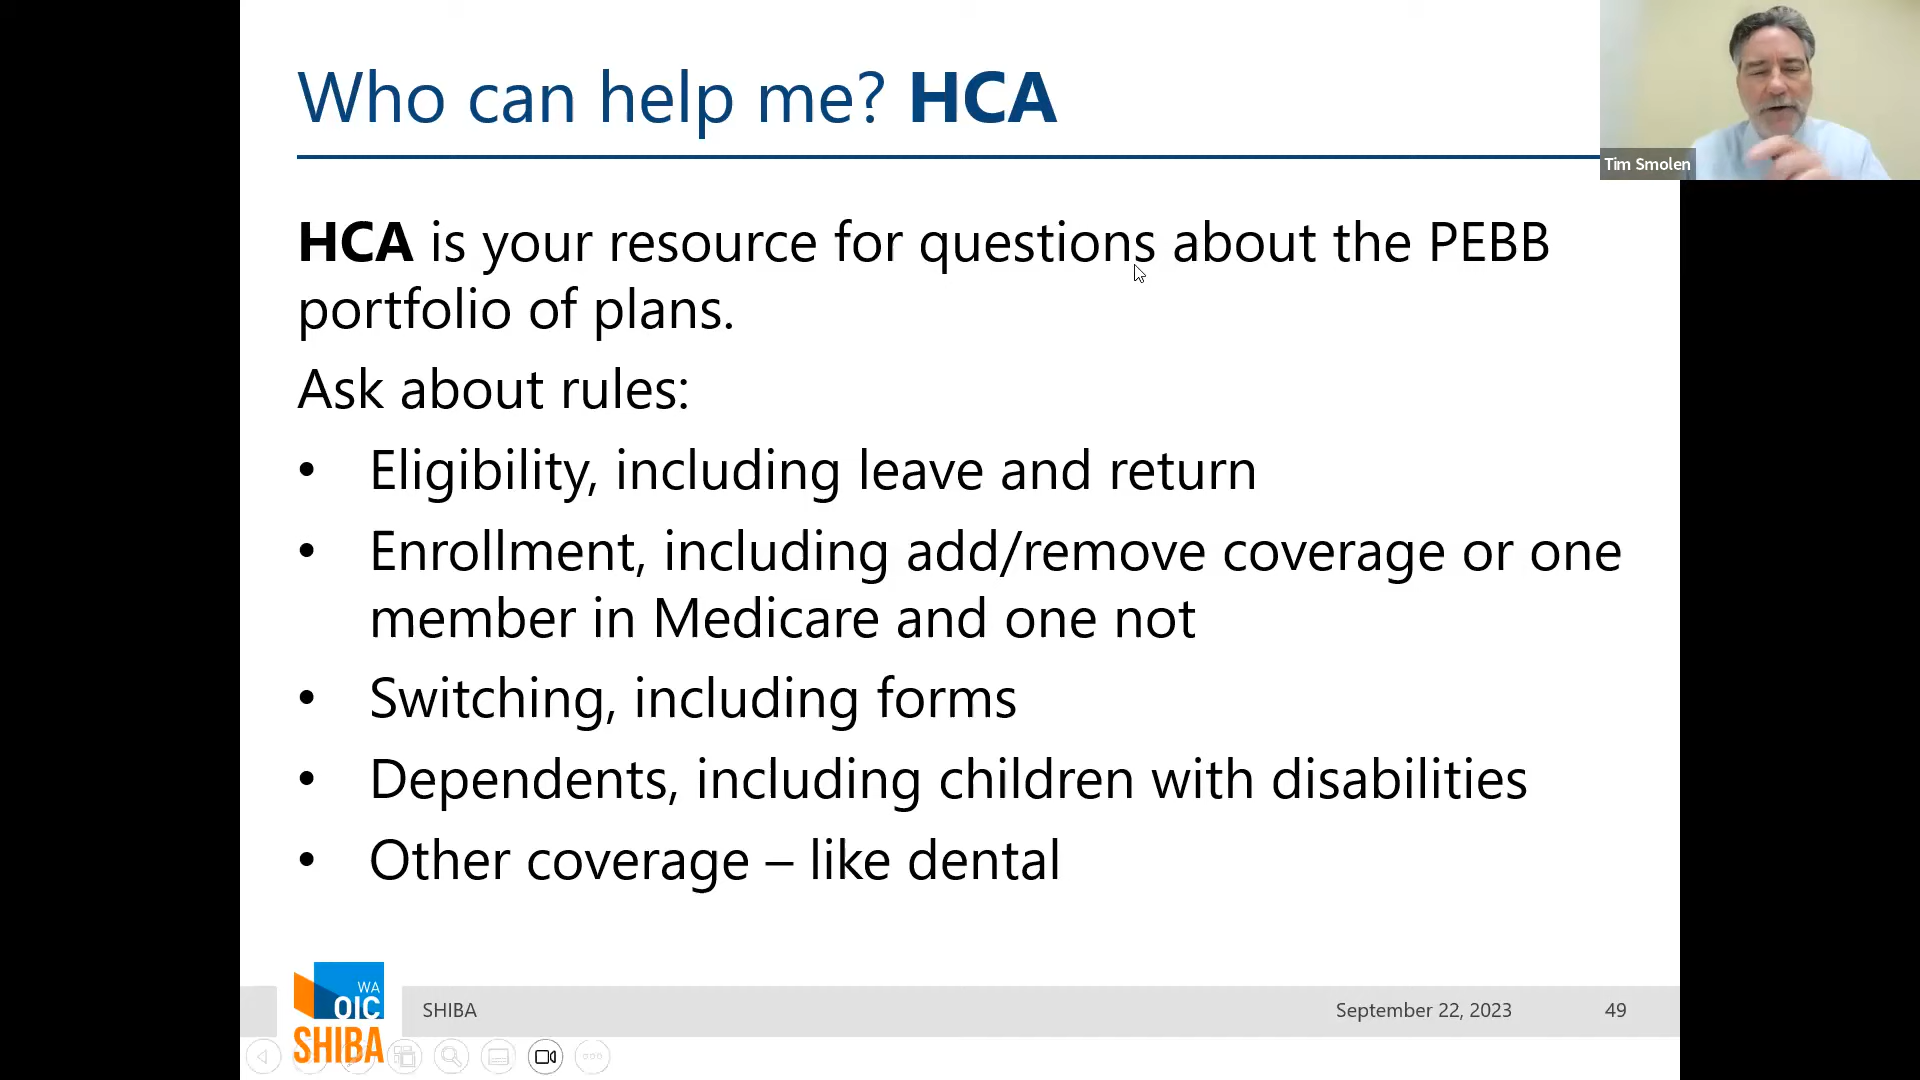 Who can help me? HCA
Tim Smolen
HCA is your resource for questions about the PEBB
portfolio of plans.
Ask about rules:
• Eligibility, including leave and return
• Enrollment, including add/remove coverage or one
member in Medicare and one not
• Switching, including forms
• Dependents, including children with disabilities
• Other coverage – like dental
WA
OIC
SHIBA
SHIBA
September 22, 2023
49